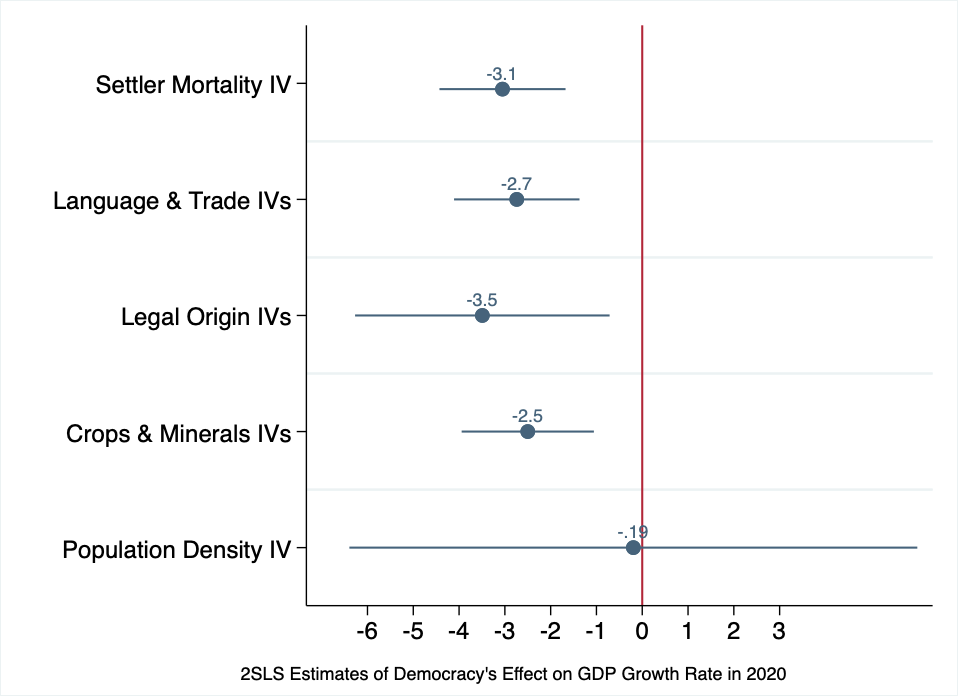 -3.1
Settler Mortality IV
-2.7
Language & Trade IVs
-3.5
Legal Origin IVs
-2.5
Crops & Minerals IVs
-.19
Population Density IV
-6 -5 -4 -3 -2 -1 0 1 2 3
2SLS Estimates of Democracy's Effect on GDP Growth Rate in 2020